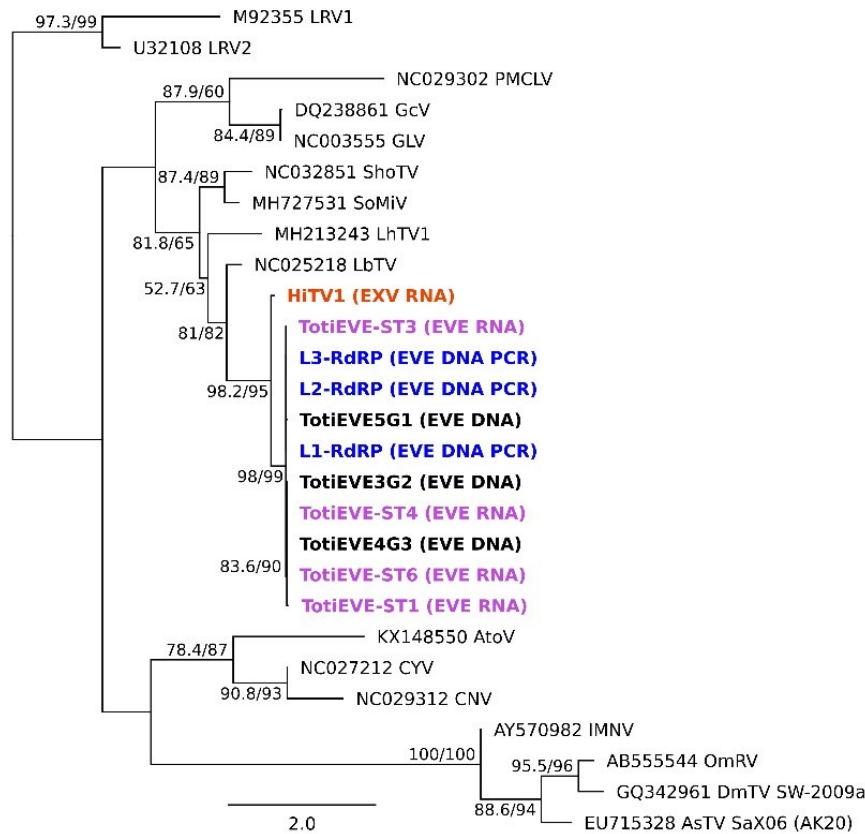 97.3/99
M92355 LRV1
U32108 LRV2
NC029302 PMCLV
87.9/60
DQ238861 GcV
84.4/89
NC003555 GLV
NC032851 ShoTV
87.4/89
MH727531 SoMiV
MH213243 LhTV1
81.8/65
NC025218 LbTV
52.7/63
HiTV1 (EXV RNA)
TotiEVE-ST3 (EVE RNA)
81/82
L3-RdRP (EVE DNA PCR)
L2-RdRP (EVE DNA PCR)
98.2/95
TotiEVE5G1 (EVE DNA)
L1-RdRP (EVE DNA PCR)
98/99
TotiEVE3G2 (EVE DNA)
TotiEVE-ST4 (EVE RNA)
TotiEVE4G3 (EVE DNA)
83.6/90
TotiEVE-ST6 (EVE RNA)
TotiEVE-ST1 (EVE RNA)
KX148550 AtoV
78.4/87
NC027212 CYV
90.8/93
NC029312 CNV
AY570982 IMNV
100/100
AB555544 OmRV
95.5/96
GQ342961 DmTV SW-2009a
88.6/94
EU715328 AsTV SaX06 (AK20)
2.0